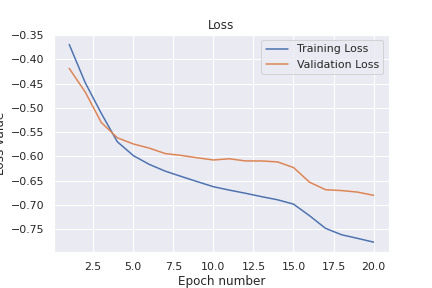 Loss
Training Loss
Validation Loss
−0.35
−0.40
−0.45
−0.50
−0.55
−0.60
−0.65
−0.70
−0.75
Loss value
2.5 5.0 7.5 10.0 12.5 15.0 17.5 20.0
Epoch number